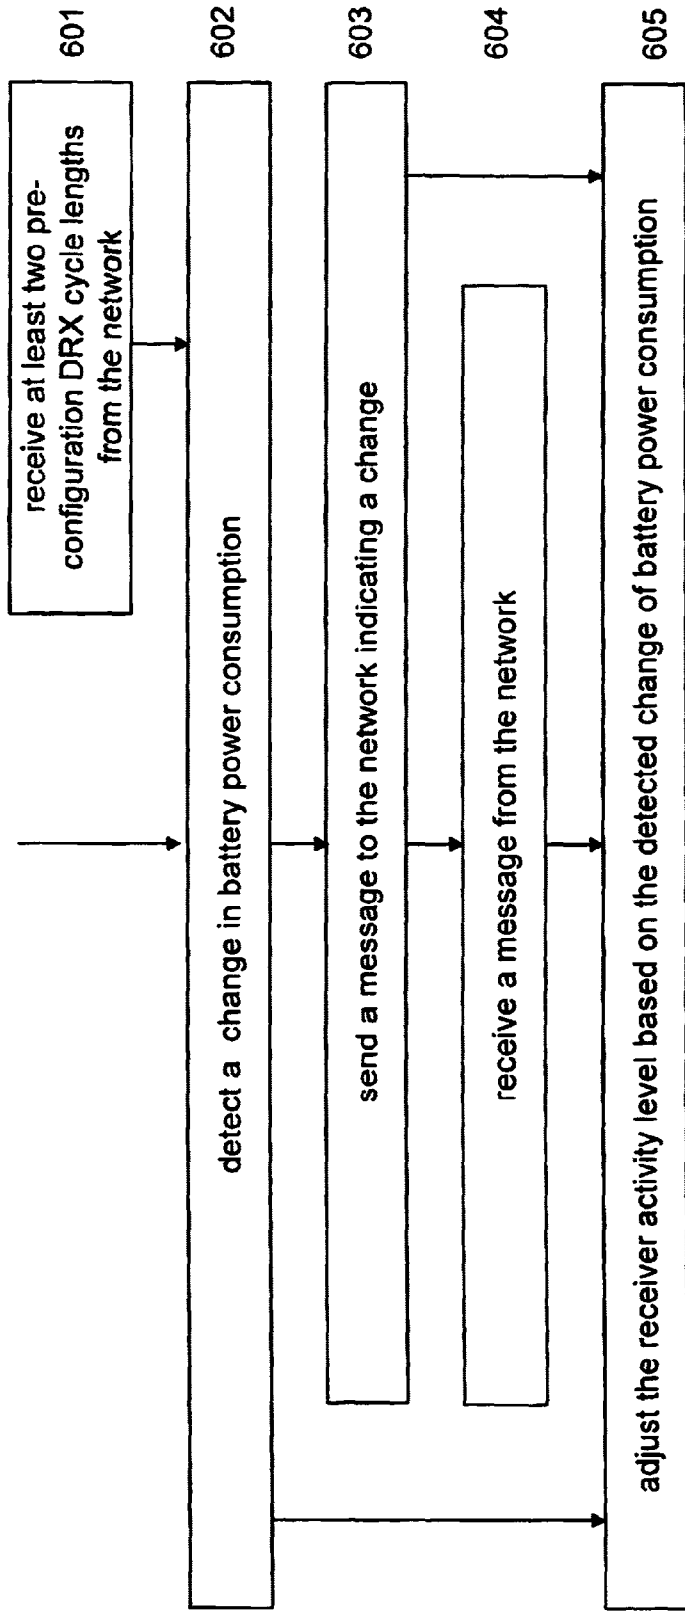 receive at least two pre-
configuration DRX cycle lengths
from the network
601
detect a change in battery power consumption
602
send a message to the network indicating a change
603
receive a message from the network
604
adjust the receiver activity level based on the detected change of battery power consumption
605